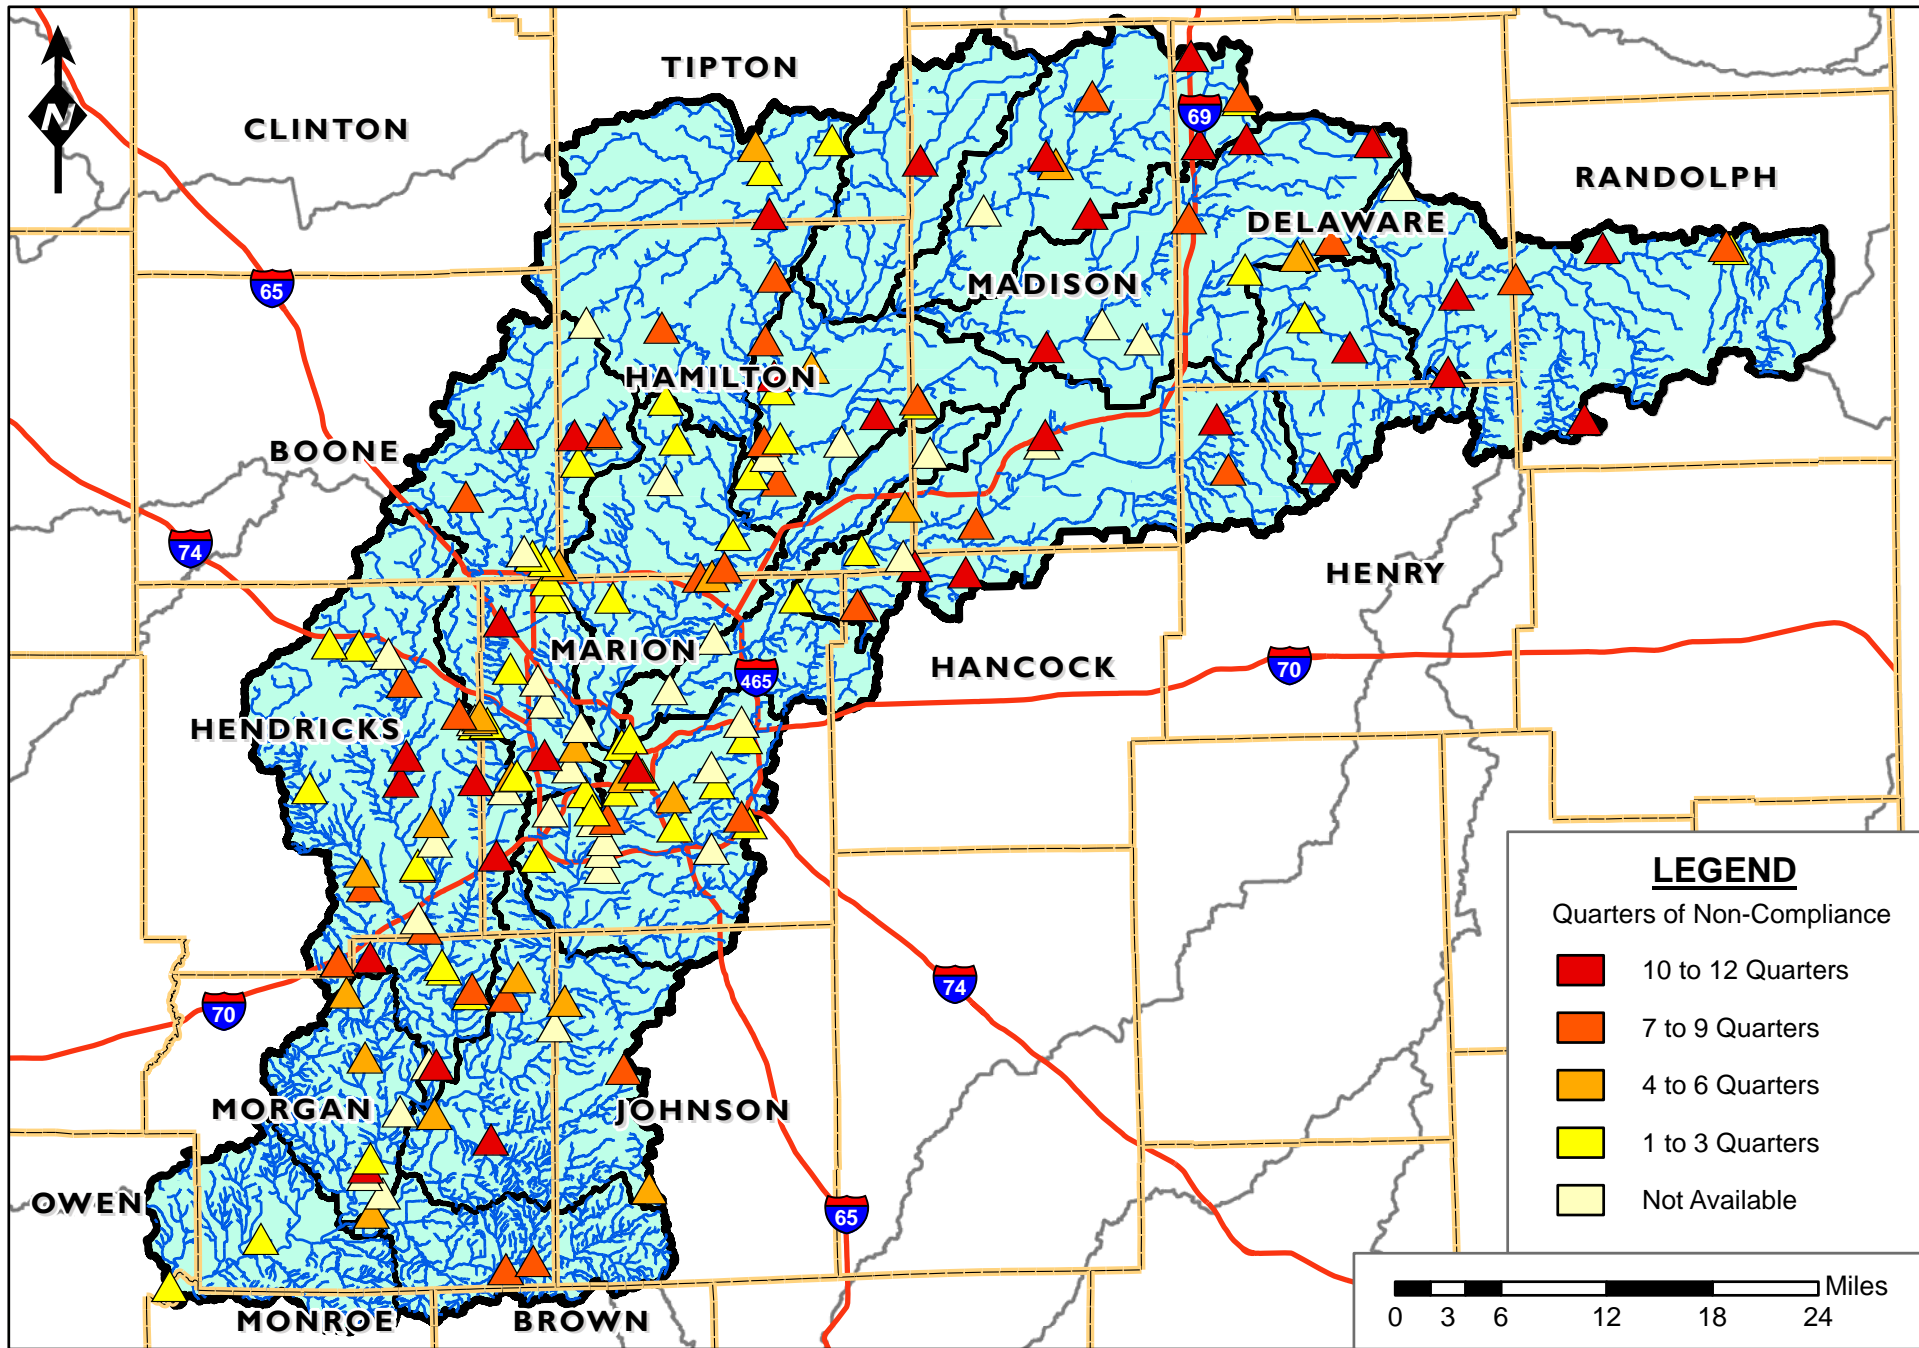 TIPTON
CLINTON
N
69
RANDOLPH
DELAWARE
MADISON
65
HAMILTON
BOONE
74
HENRY
MARION
HANCOCK
70
465
HENDRICKS
74
70
MORGAN
JOHNSON
OWEN
65
MONROE
BROWN
LEGEND
Quarters of Non-Compliance
10 to 12 Quarters
7 to 9 Quarters
4 to 6 Quarters
1 to 3 Quarters
Not Available
Miles
0 3 6 12 18 24